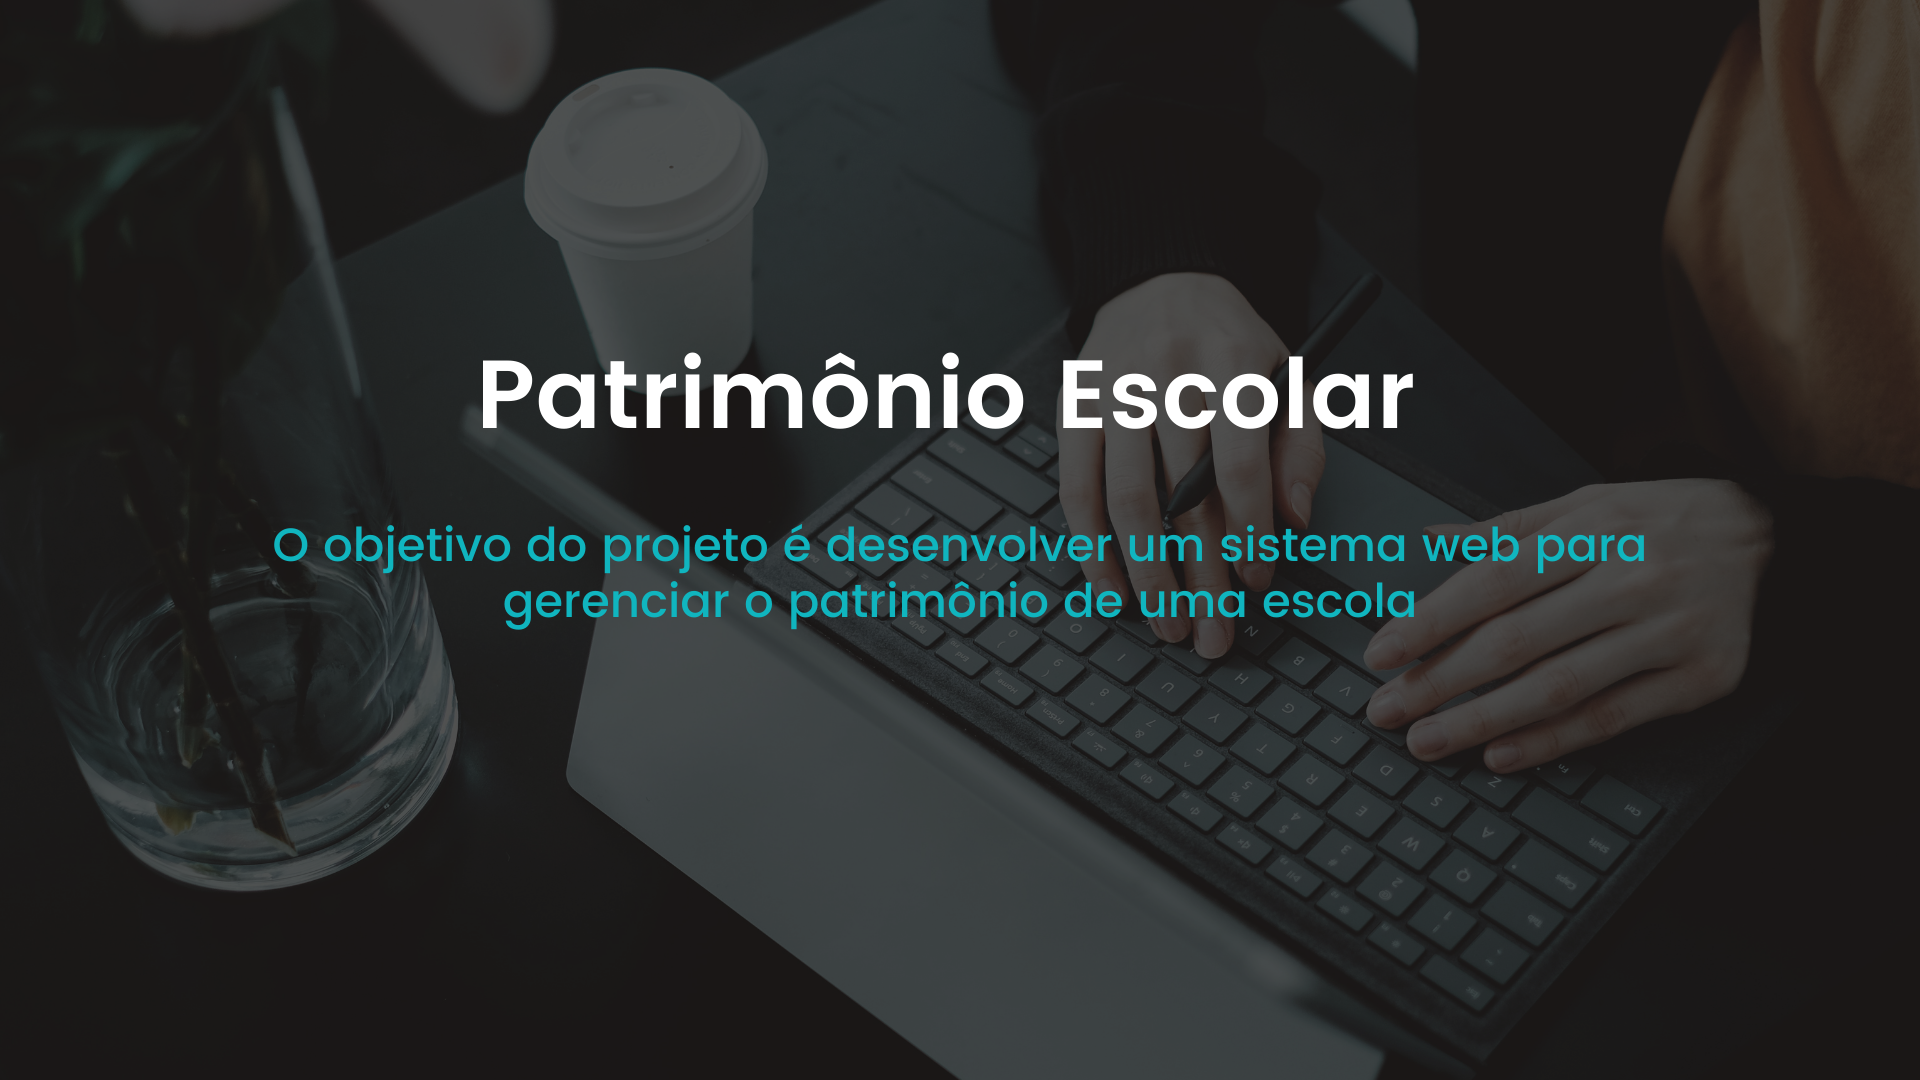 Patrimônio Escolar
O objetivo do projeto é desenvolver um sistema web para
gerenciar o patrimônio de uma escola